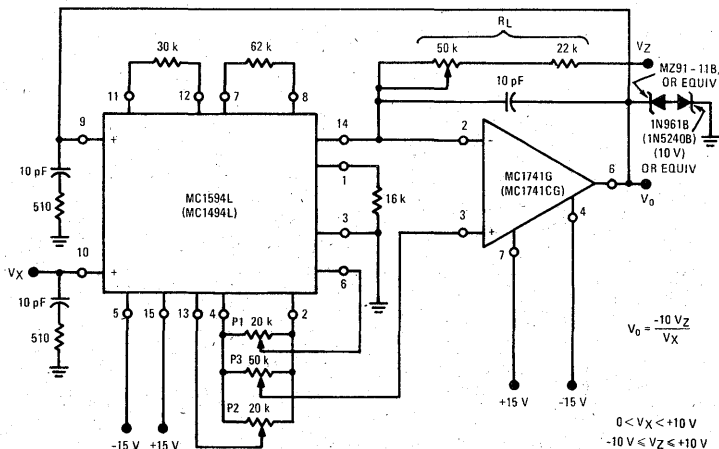 R_L
30 k
62 k
50 k
22 k
V_Z
MZ91-11B,
OR EQUIV
11
12
7
8
10 pF
9
+
14
2
-
1N961B
(1N5240B)
(10 V)
OR EQUIV
10 pF
1
MC1741G
(MC1741CG)
6
510
MC1594L
(MC1494L)
16 k
V_o
3
3
+
4
10
+
V_X
6
7
10 pF
5
15
13
4
2
P1 20 k
510
P3 50 k
P2 20 k
V_o = -10 V_Z / V_X
-15 V
+15 V
+15 V
-15 V
0 < V_X < +10 V
-10 V ≤ V_Z ≤ +10 V